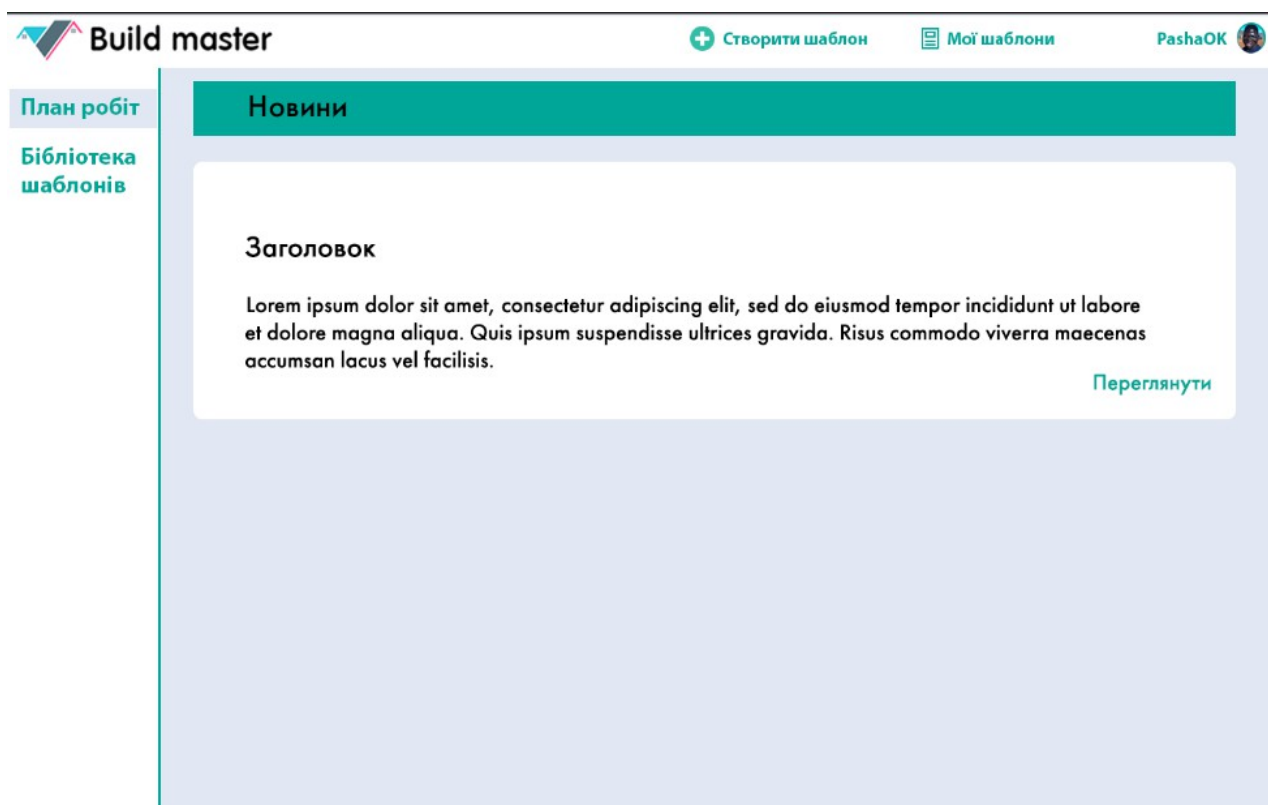 Build master
Створити шаблон
Мої шаблони
PashaOK
План робіт
Бібліотека
шаблонів
Новини
Заголовок
Lorem ipsum dolor sit amet, consectetur adipiscing elit, sed do eiusmod tempor incididunt ut labore
et dolore magna aliqua. Quis ipsum suspendisse ultrices gravida. Risus commodo viverra maecenas
accumsan lacus vel facilisis.
Переглянути